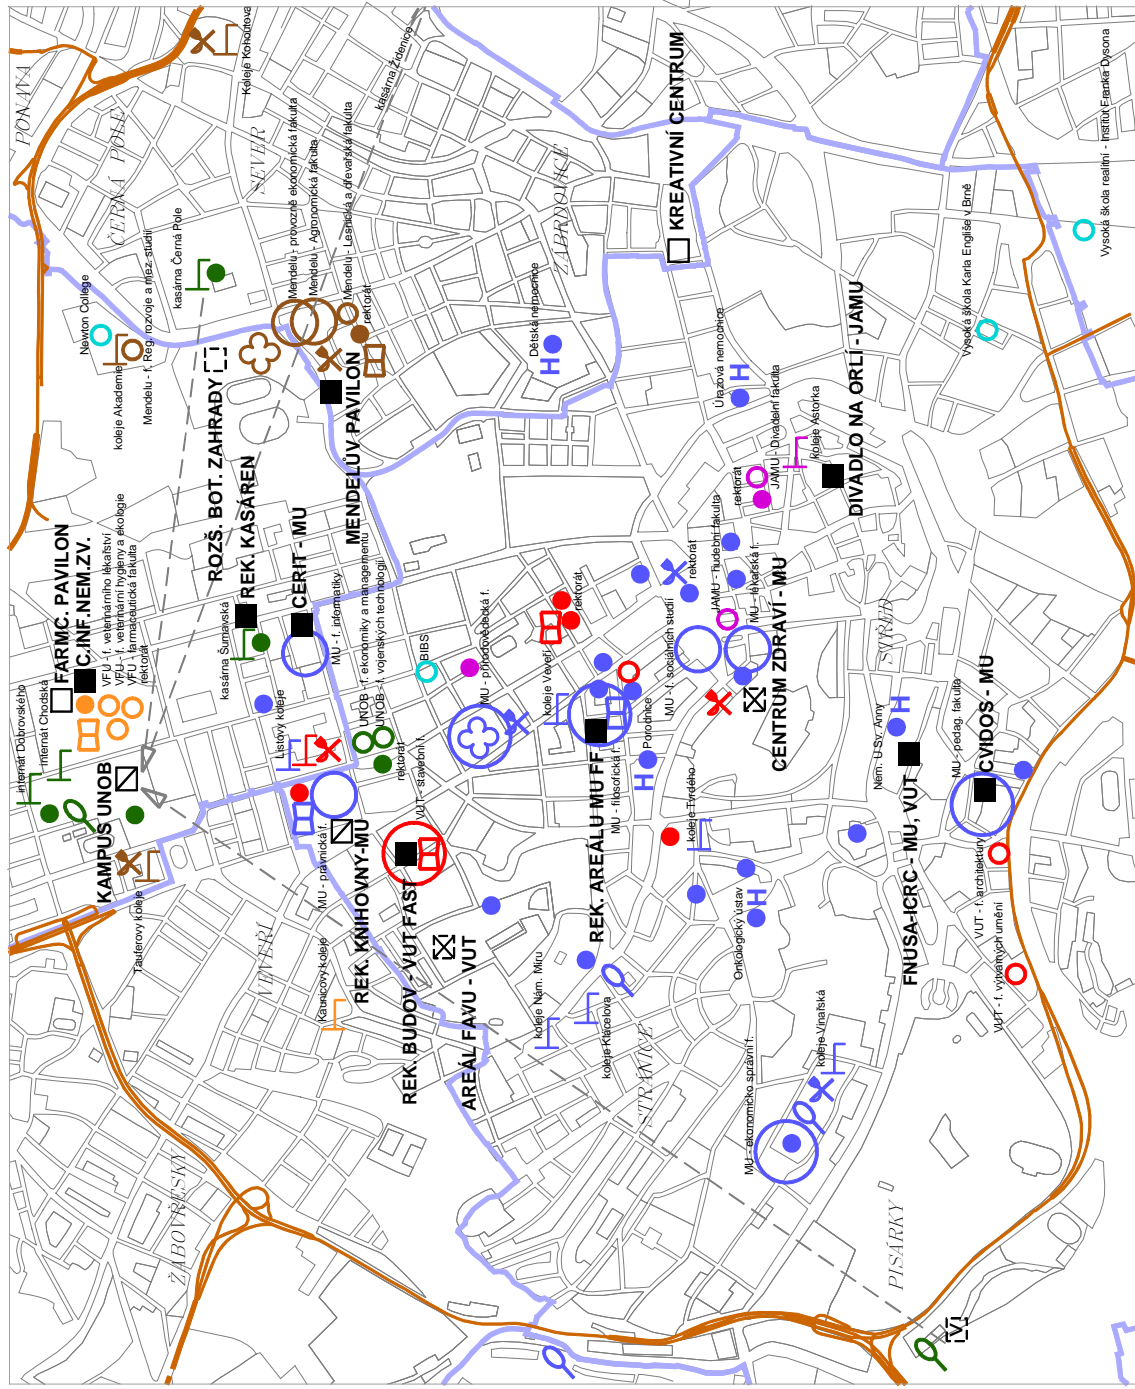 PONAVA
ČERNÁ POLE
SEVER
ZÁBRDOVICE
Koleje Kohoutova
kasárna Židenice
Mendelu - provozně ekonomická fakulta
Mendelu - Agronomická fakulta
Mendelu - Lesnická a dřevařská fakulta
rektorát
kasárna Černá Pole
Newton College
koleje Akademie
Mendelu - f. Reg. rozvoje a mez. studií
ROZŠ. BOT. ZAHRADY
MENDELŮV PAVILON
KREATIVNÍ CENTRUM
Dětská nemocnice
H
Úrazová nemocnice
H
Vysoká škola realitní - Institut Franka Dysona
Vysoká škola Karla Engliše v Brně
JAMU - Divadelní fakulta
koleje Astorka
DIVADLO NA ORLÍ - JAMU
rektorát
FARMC. PAVILON
C.INF.NEM.ZV.
VFU - f. veterinárního lékařství
VFU - f. veterinární hygieny a ekologie
VFU - farmaceutická fakulta
rektorát
REK. KASÁREN
CERIT - MU
kasárna Šumavská
MU - f. informatiky
UNOB - f. ekonomiky a managementu
UNOB - f. vojenských technologií
rektorát
BIBS
MU - přírodovědecká f.
rektorát
rektorát
JAMU - hudební fakulta
MU - lékařská f.
MU - f. sociálních studií
CENTRUM ZDRAVÍ - MU
STŘED
Internát Dobrovského
Internát Chodská
KAMPUS UNOB
Listovy koleje
koleje Veveří
Porodnice
H
MU - filosofická f.
REK. AREÁLU MU FF
koleje Tvrdého
Nem. U Sv. Anny
H
FNUSA-ICRC - MU, VUT
MU - pedag. fakulta
CVIDOS - MU
VUT - stavební f.
MU - právnická f.
REK. KNIHOVNY-MU
REK. BUDOV - VUT FAST
AREÁL FAVU - VUT
Tauferovy koleje
VEVEŘÍ
Kaunicovy koleje
koleje Nám. Míru
koleje Klácelova
STRÁNICE
Onkologický ústav
H
VUT - f. architektury
VUT - f. výtvarných umění
koleje Vinařská
MU - ekonomicko správní f.
ŽABOVŘESKY
PISÁRKY
V